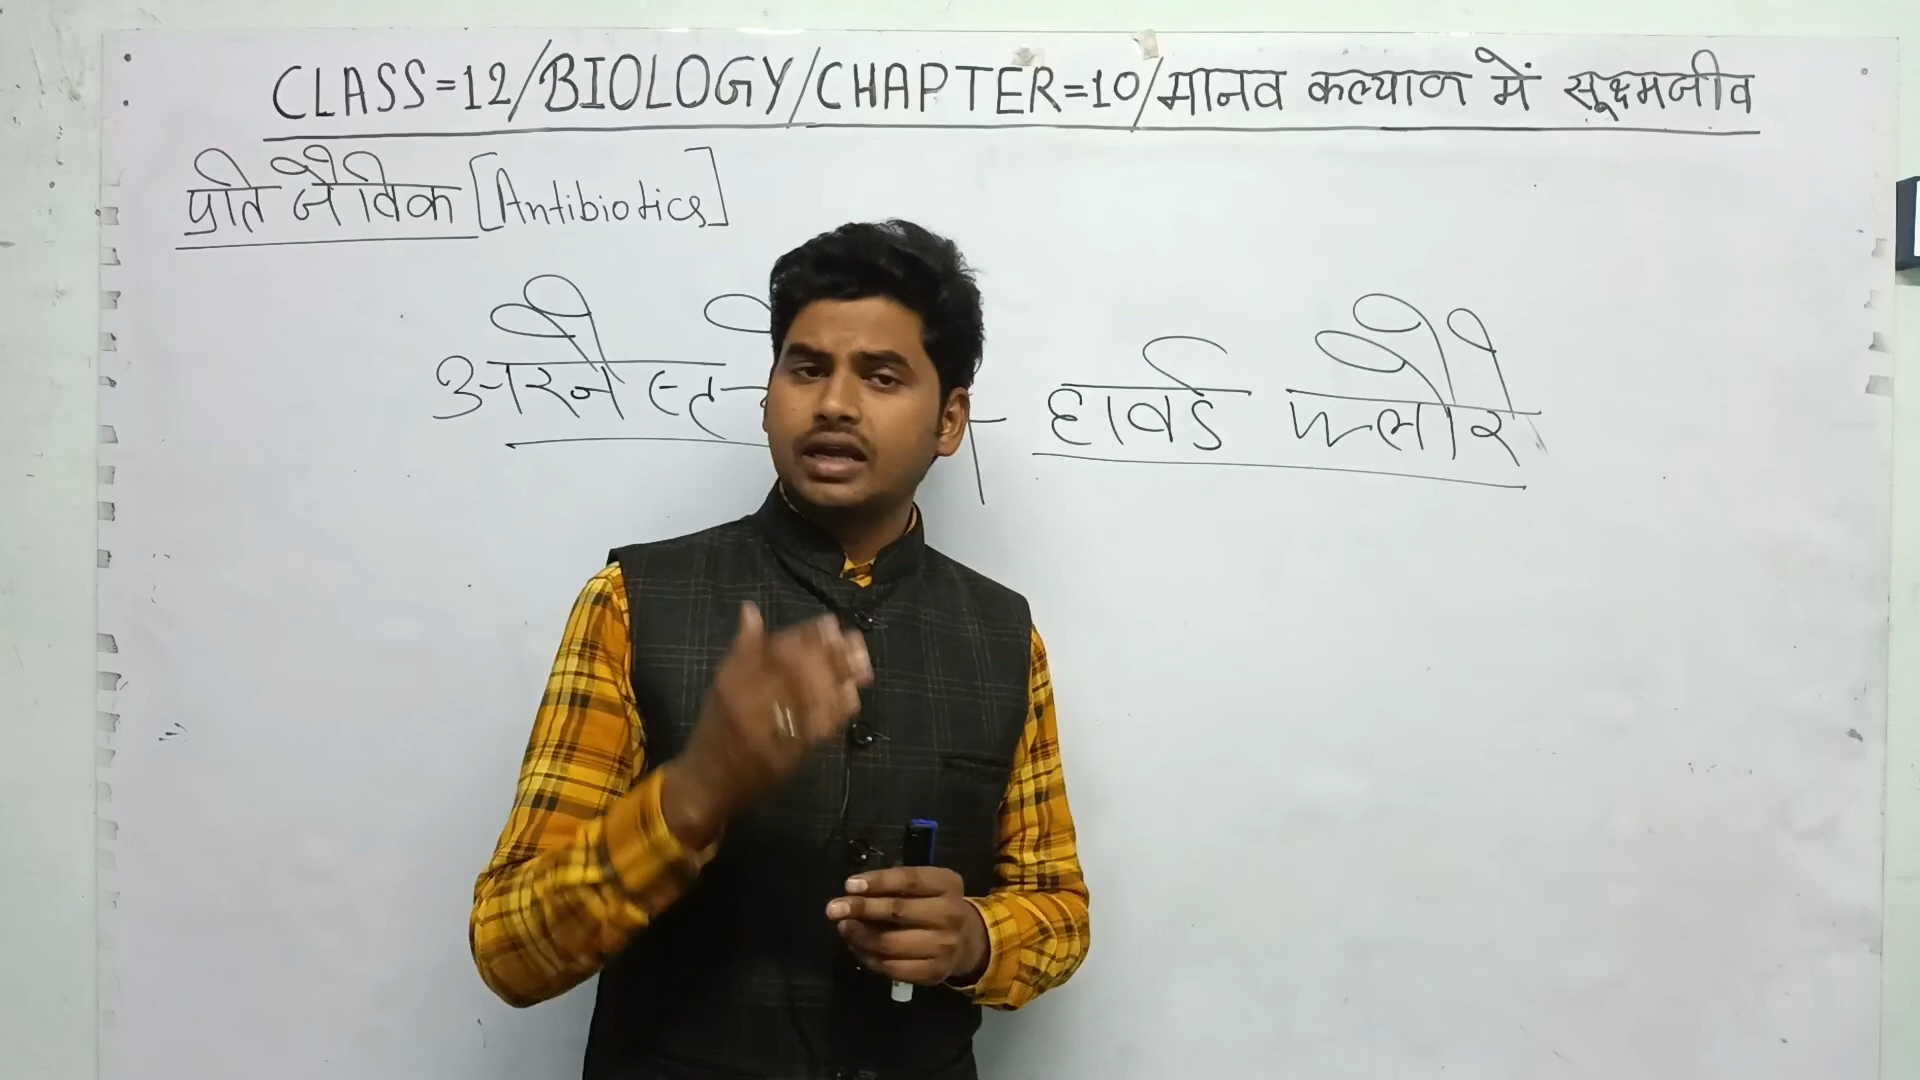 CLASS=12/BIOLOGY/CHAPTER=10/मानव कल्याण में सूक्ष्मजीव
प्रति जैविक [Antibiotics]
हावर्ड फ्लौरे